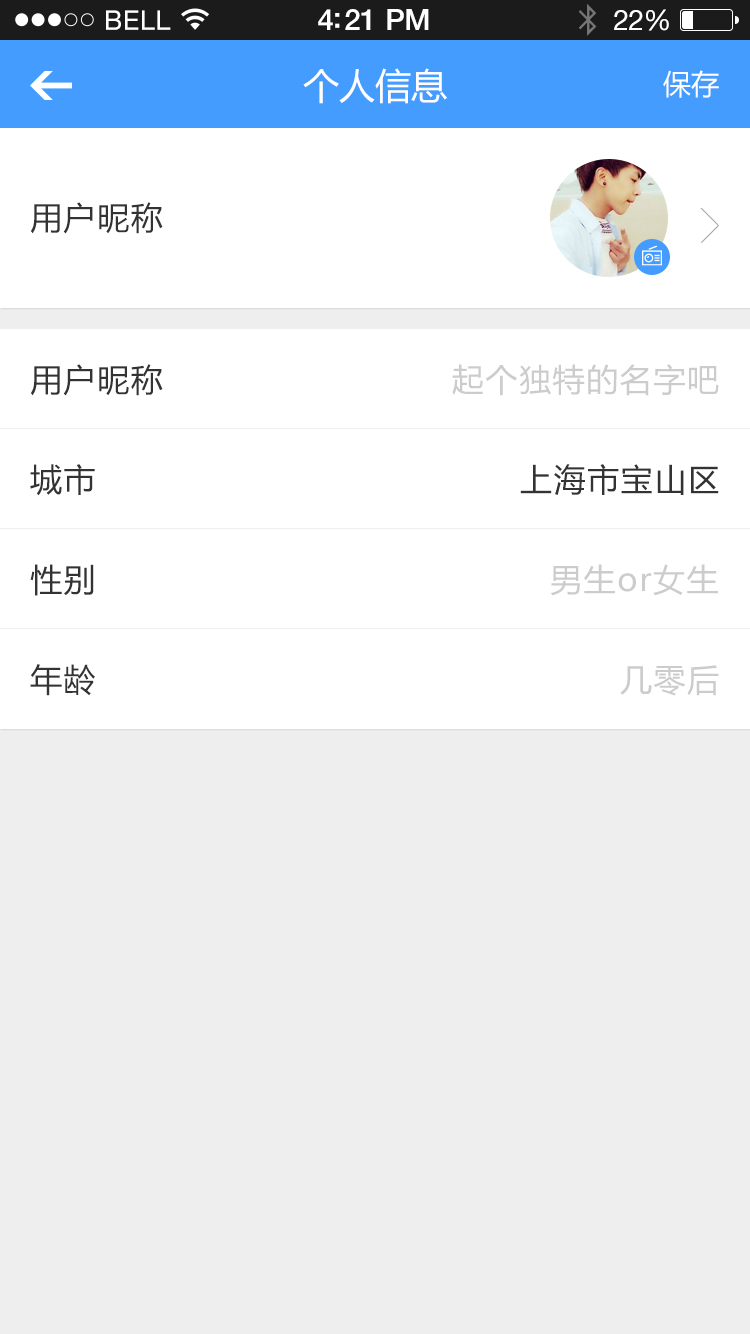 BELL 4:21 PM 22%
个人信息 保存
用户昵称
用户昵称 起个独特的名字吧
城市 上海市宝山区
性别 男生or女生
年龄 几零后